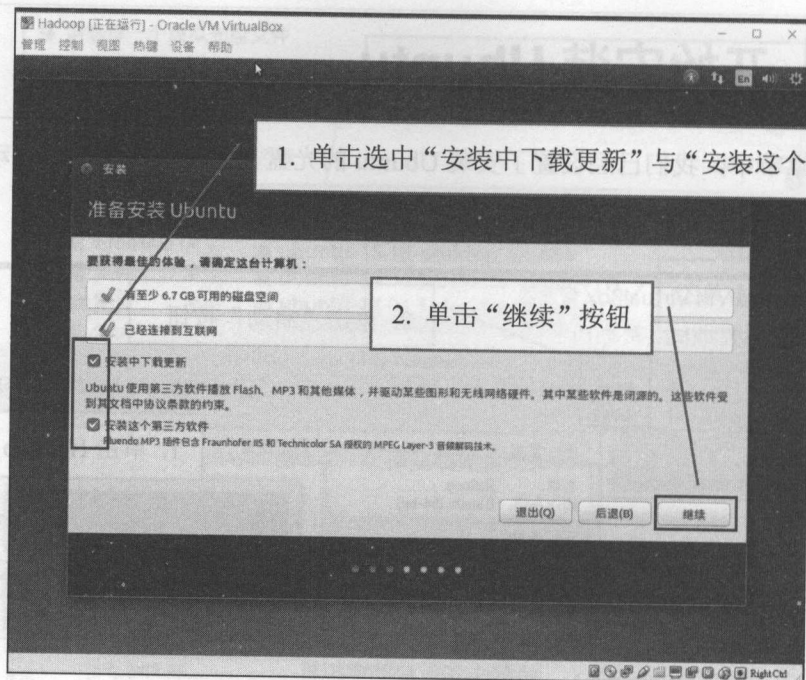 Hadoop [正在运行] - Oracle VM VirtualBox
管理 控制 视图 热键 设备 帮助
En
1. 单击选中“安装中下载更新”与“安装这个
安装
准备安装 Ubuntu
要获得最佳的体验，请确定这台计算机：
有至少 6.7 GB 可用的磁盘空间
2. 单击“继续”按钮
已经连接到互联网
安装中下载更新
Ubuntu 使用第三方软件播放 Flash、MP3 和其他媒体，并驱动某些图形和无线网络硬件。其中某些软件是闭源的。这些软件受
到其文档中协议条款的约束。
安装这个第三方软件
Fluendo MP3 插件包含 Fraunhofer IIS 和 Technicolor SA 授权的 MPEG Layer-3 音频解码技术。
退出(Q) 后退(B) 继续
Right Ctrl